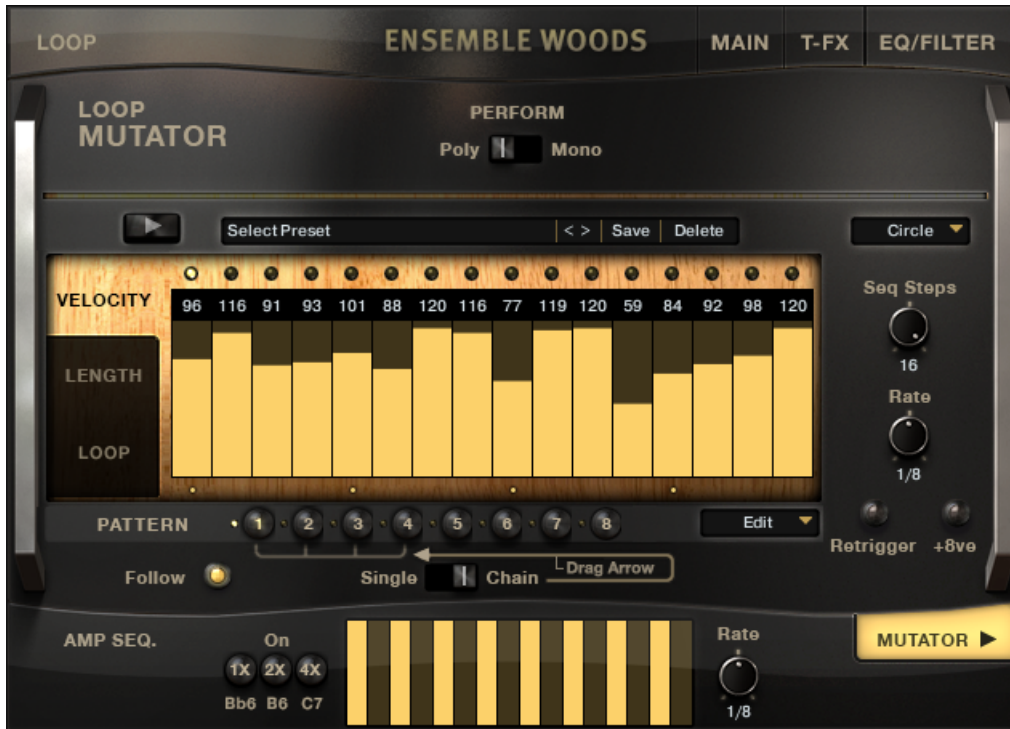 LOOP ENSEMBLE WOODS MAIN T-FX EQ/FILTER
LOOP
MUTATOR
PERFORM
Poly Mono
Select Preset < > Save Delete Circle
VELOCITY
96 116 91 93 101 88 120 116 77 119 120 59 84 92 98 120
LENGTH
LOOP
Seq Steps
16
Rate
1/8
PATTERN 1 2 3 4 5 6 7 8 Edit
Retrigger +8ve
Follow Single Chain Drag Arrow
AMP SEQ. On
1X 2X 4X
Bb6 B6 C7
Rate
1/8
MUTATOR